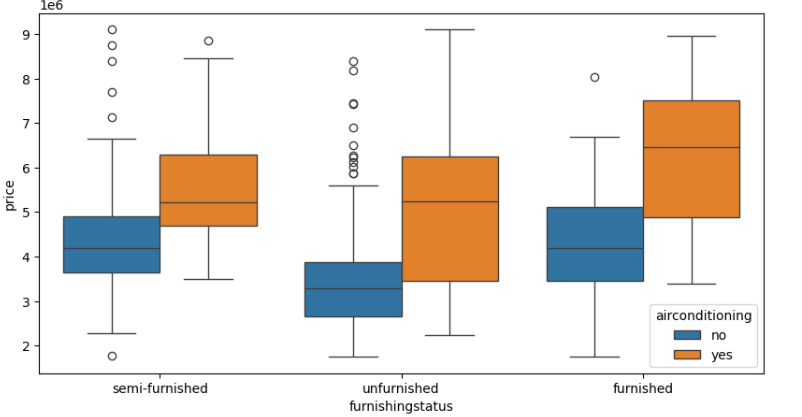 1e6
9
8
7
6
5
4
3
2
price
semi-furnished
unfurnished
furnished
furnishingstatus
airconditioning
no
yes